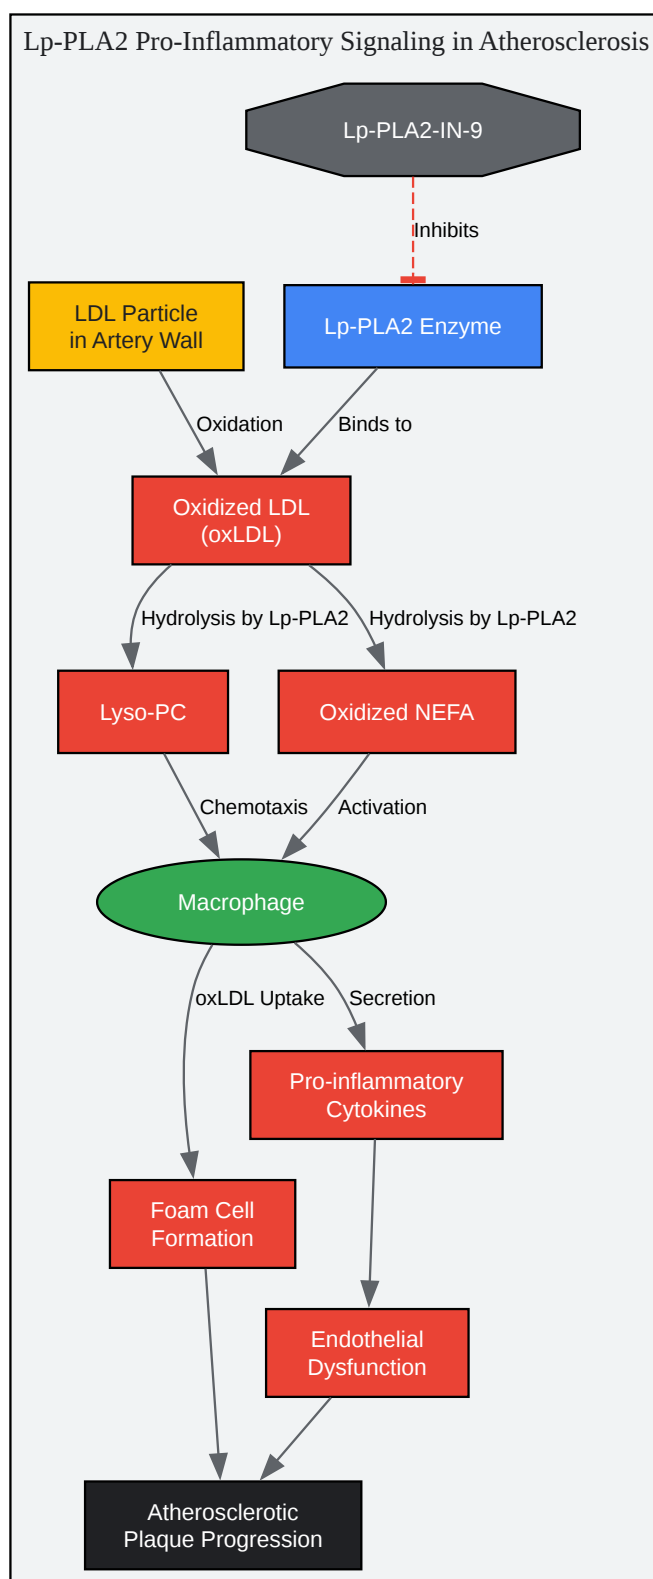 Lp-PLA2 Pro-Inflammatory Signaling in Atherosclerosis
Lp-PLA2-IN-9
Inhibits
LDL Particle
in Artery Wall
Lp-PLA2 Enzyme
Oxidation
Binds to
Oxidized LDL
(oxLDL)
Hydrolysis by Lp-PLA2
Hydrolysis by Lp-PLA2
Lyso-PC
Oxidized NEFA
Chemotaxis
Activation
Macrophage
oxLDL Uptake
Secretion
Pro-inflammatory
Cytokines
Foam Cell
Formation
Endothelial
Dysfunction
Atherosclerotic
Plaque Progression